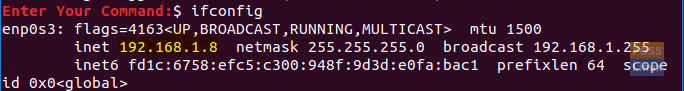 Enter Your Command:$ ifconfig
enp0s3: flags=4163<UP,BROADCAST,RUNNING,MULTICAST>  mtu 1500
        inet 192.168.1.8  netmask 255.255.255.0  broadcast 192.168.1.255
        inet6 fd1c:6758:efc5:c300:948f:9d3d:e0fa:bac1  prefixlen 64  scope
id 0x0<global>